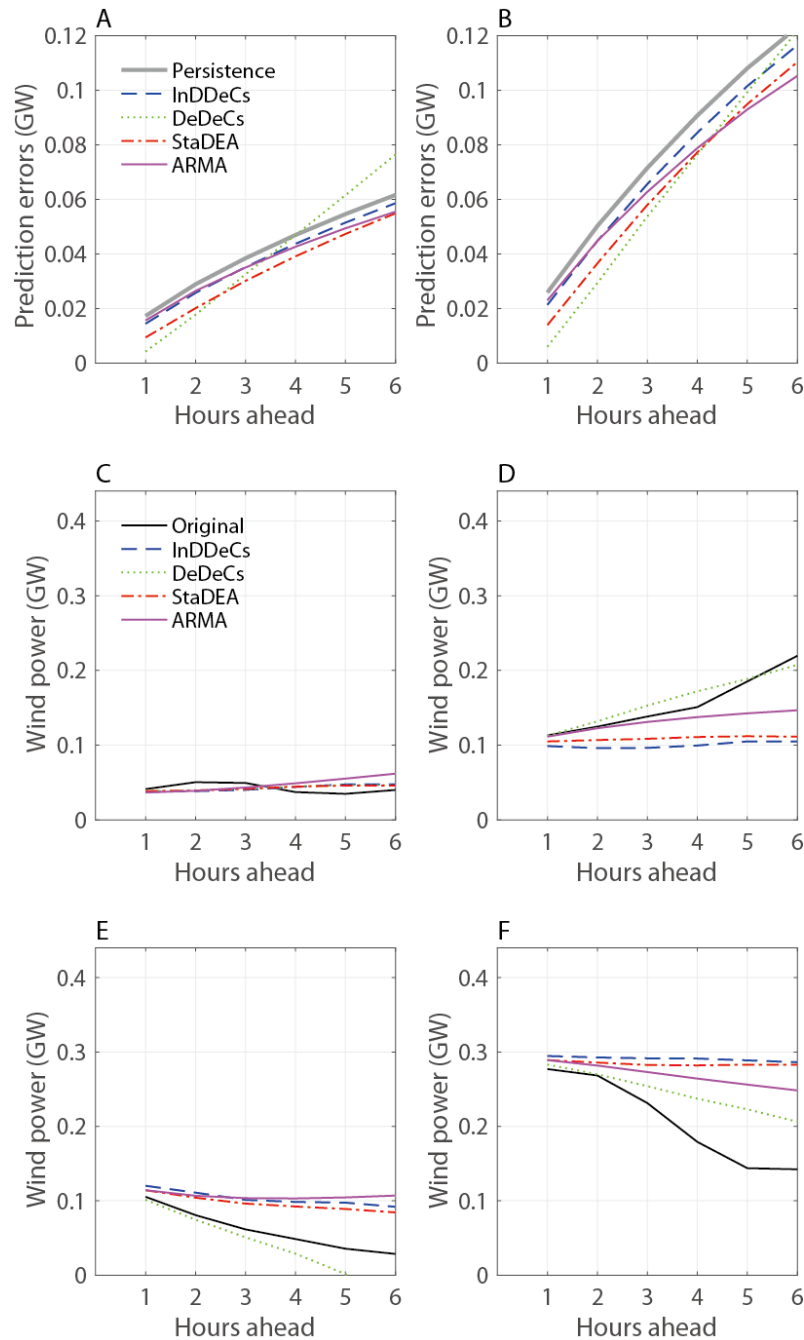 A
0.12
0.1
0.08
0.06
0.04
0.02
0
Prediction errors (GW)
Persistence
InDDeCs
DeDeCs
StaDEA
ARMA
1 2 3 4 5 6
Hours ahead
B
0.12
0.1
0.08
0.06
0.04
0.02
0
Prediction errors (GW)
1 2 3 4 5 6
Hours ahead
C
0.4
0.3
0.2
0.1
0
Wind power (GW)
Original
InDDeCs
DeDeCs
StaDEA
ARMA
1 2 3 4 5 6
Hours ahead
D
0.4
0.3
0.2
0.1
0
Wind power (GW)
1 2 3 4 5 6
Hours ahead
E
0.4
0.3
0.2
0.1
0
Wind power (GW)
1 2 3 4 5 6
Hours ahead
F
0.4
0.3
0.2
0.1
0
Wind power (GW)
1 2 3 4 5 6
Hours ahead